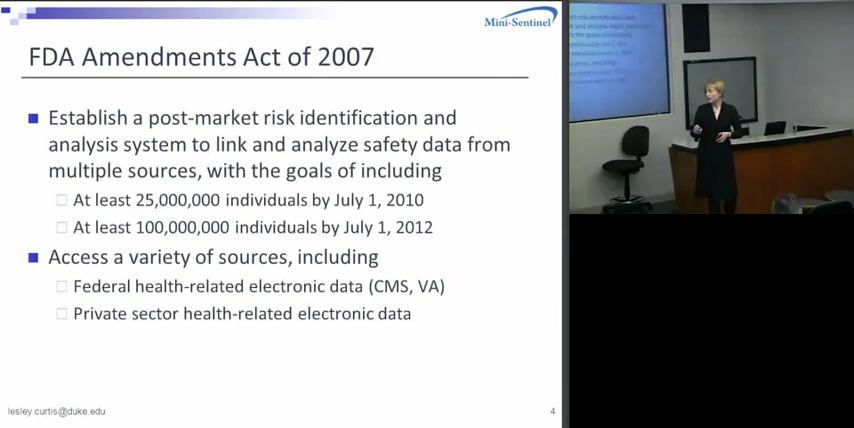 Mini-Sentinel
FDA Amendments Act of 2007
Establish a post-market risk identification and
analysis system to link and analyze safety data from
multiple sources, with the goals of including
At least 25,000,000 individuals by July 1, 2010
At least 100,000,000 individuals by July 1, 2012
Access a variety of sources, including
Federal health-related electronic data (CMS, VA)
Private sector health-related electronic data
lesley.curtis@duke.edu
4